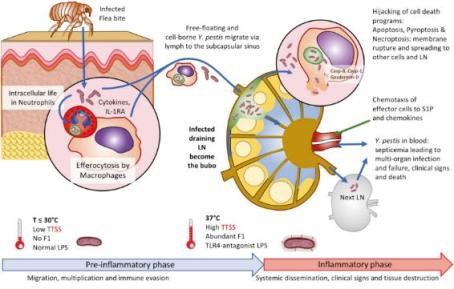 Infected
Flea bite
Free-floating and
cell-borne Y. pestis migrate via
lymph to the subcapsular sinus
Hijacking of cell death
programs:
Apoptosis, Pyroptosis &
Necroptosis: membrane
rupture and spreading to
other cells and LN
Casp-8, Casp-1
Gasdermin D
Intracellular life
in Neutrophils
Cytokines,
IL-1RA
Efferocytosis by
Macrophages
Infected
draining
LN
become
the bubo
Chemotaxis of
effector cells to S1P
and chemokines
Y. pestis in blood:
septicemia leading to
multi-organ infection
and failure, clinical signs
and death
Next LN
T ≤ 30°C
Low TTSS
No F1
Normal LPS
37°C
High TTSS
Abundant F1
TLR4-antagonist LPS
Pre-inflammatory phase
Inflammatory phase
Migration, multiplication and immune evasion
Systemic dissemination, clinical signs and tissue destruction